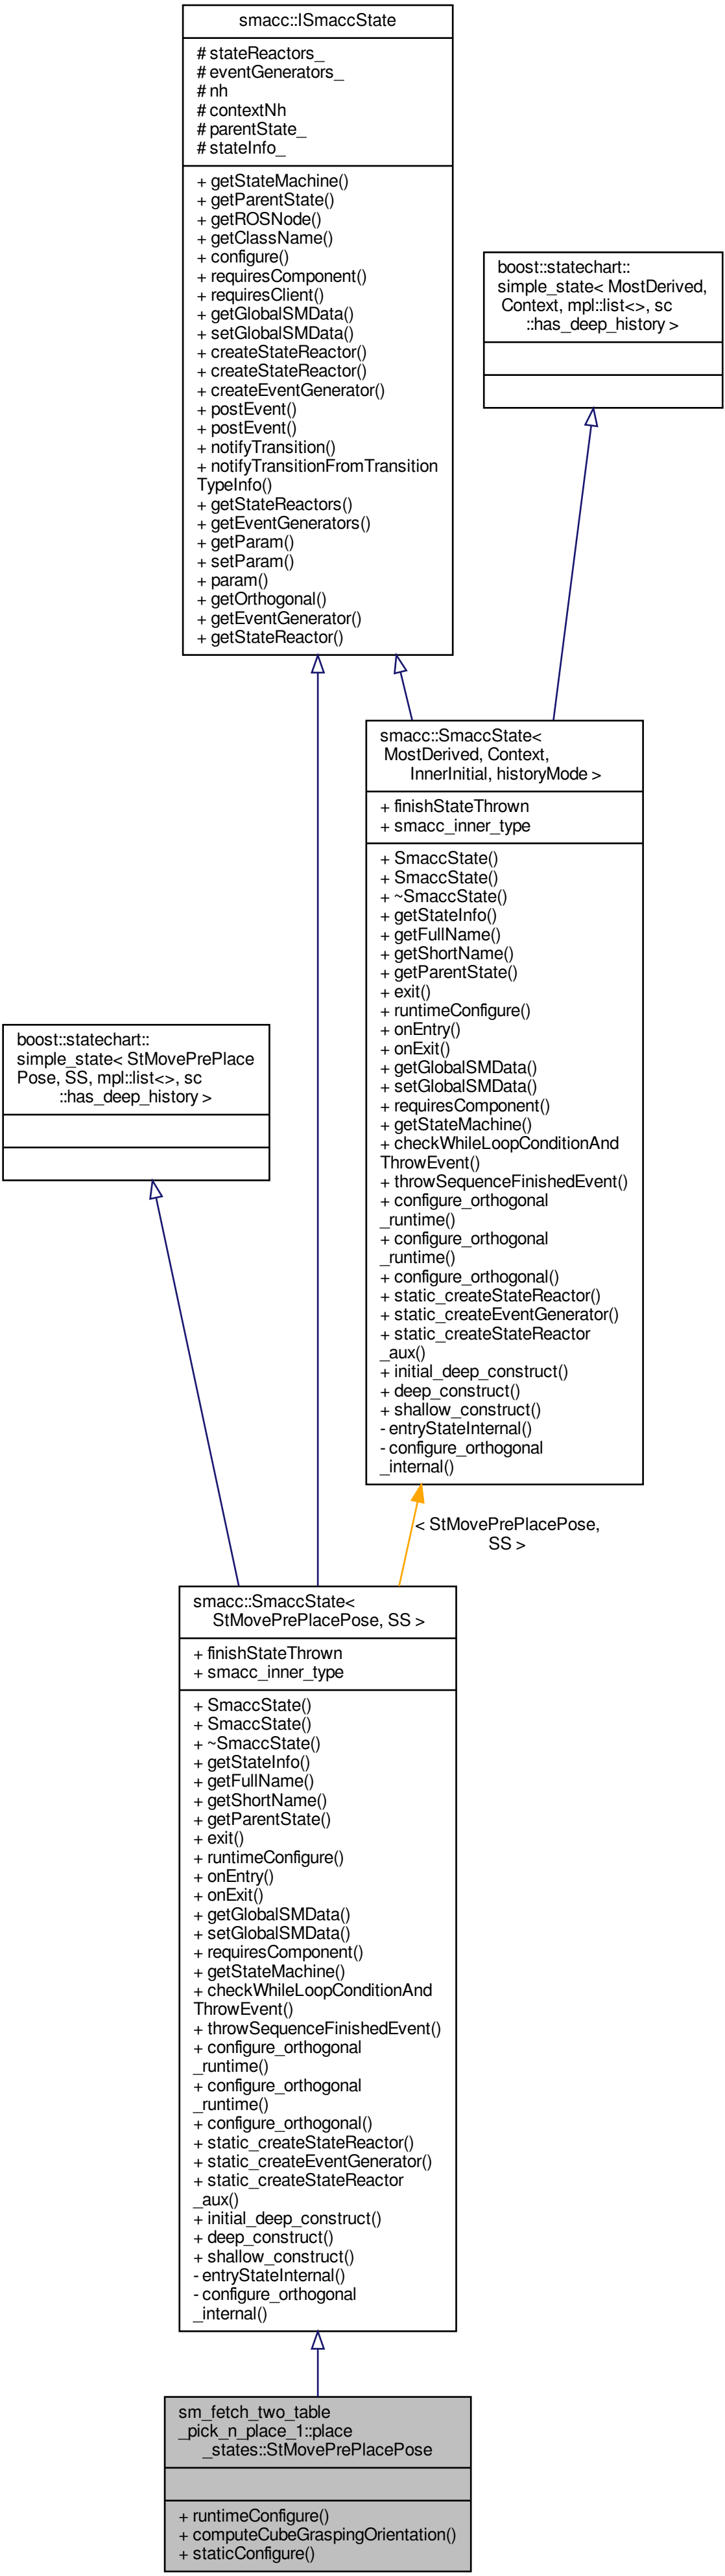 smacc::ISmaccState
# stateReactors_
# eventGenerators_
# nh
# contextNh
# parentState_
# stateInfo_
+ getStateMachine()
+ getParentState()
+ getROSNode()
+ getClassName()
+ configure()
+ requiresComponent()
+ requiresClient()
+ getGlobalSMData()
+ setGlobalSMData()
+ createStateReactor()
+ createStateReactor()
+ createEventGenerator()
+ postEvent()
+ postEvent()
+ notifyTransition()
+ notifyTransitionFromTransition
TypeInfo()
+ getStateReactors()
+ getEventGenerators()
+ getParam()
+ setParam()
+ param()
+ getOrthogonal()
+ getEventGenerator()
+ getStateReactor()
boost::statechart::
simple_state< MostDerived,
Context, mpl::list<>, sc
::has_deep_history >
smacc::SmaccState<
MostDerived, Context,
InnerInitial, historyMode >
+ finishStateThrown
+ smacc_inner_type
+ SmaccState()
+ SmaccState()
+ ~SmaccState()
+ getStateInfo()
+ getFullName()
+ getShortName()
+ getParentState()
+ exit()
+ runtimeConfigure()
+ onEntry()
+ onExit()
+ getGlobalSMData()
+ setGlobalSMData()
+ requiresComponent()
+ getStateMachine()
+ checkWhileLoopConditionAnd
ThrowEvent()
+ throwSequenceFinishedEvent()
+ configure_orthogonal
_runtime()
+ configure_orthogonal
_runtime()
+ configure_orthogonal()
+ static_createStateReactor()
+ static_createEventGenerator()
+ static_createStateReactor
_aux()
+ initial_deep_construct()
+ deep_construct()
+ shallow_construct()
- entryStateInternal()
- configure_orthogonal
_internal()
boost::statechart::
simple_state< StMovePrePlace
Pose, SS, mpl::list<>, sc
::has_deep_history >
< StMovePrePlacePose,
SS >
smacc::SmaccState<
StMovePrePlacePose, SS >
+ finishStateThrown
+ smacc_inner_type
+ SmaccState()
+ SmaccState()
+ ~SmaccState()
+ getStateInfo()
+ getFullName()
+ getShortName()
+ getParentState()
+ exit()
+ runtimeConfigure()
+ onEntry()
+ onExit()
+ getGlobalSMData()
+ setGlobalSMData()
+ requiresComponent()
+ getStateMachine()
+ checkWhileLoopConditionAnd
ThrowEvent()
+ throwSequenceFinishedEvent()
+ configure_orthogonal
_runtime()
+ configure_orthogonal
_runtime()
+ configure_orthogonal()
+ static_createStateReactor()
+ static_createEventGenerator()
+ static_createStateReactor
_aux()
+ initial_deep_construct()
+ deep_construct()
+ shallow_construct()
- entryStateInternal()
- configure_orthogonal
_internal()
sm_fetch_two_table
_pick_n_place_1::place
_states::StMovePrePlacePose
+ runtimeConfigure()
+ computeCubeGraspingOrientation()
+ staticConfigure()